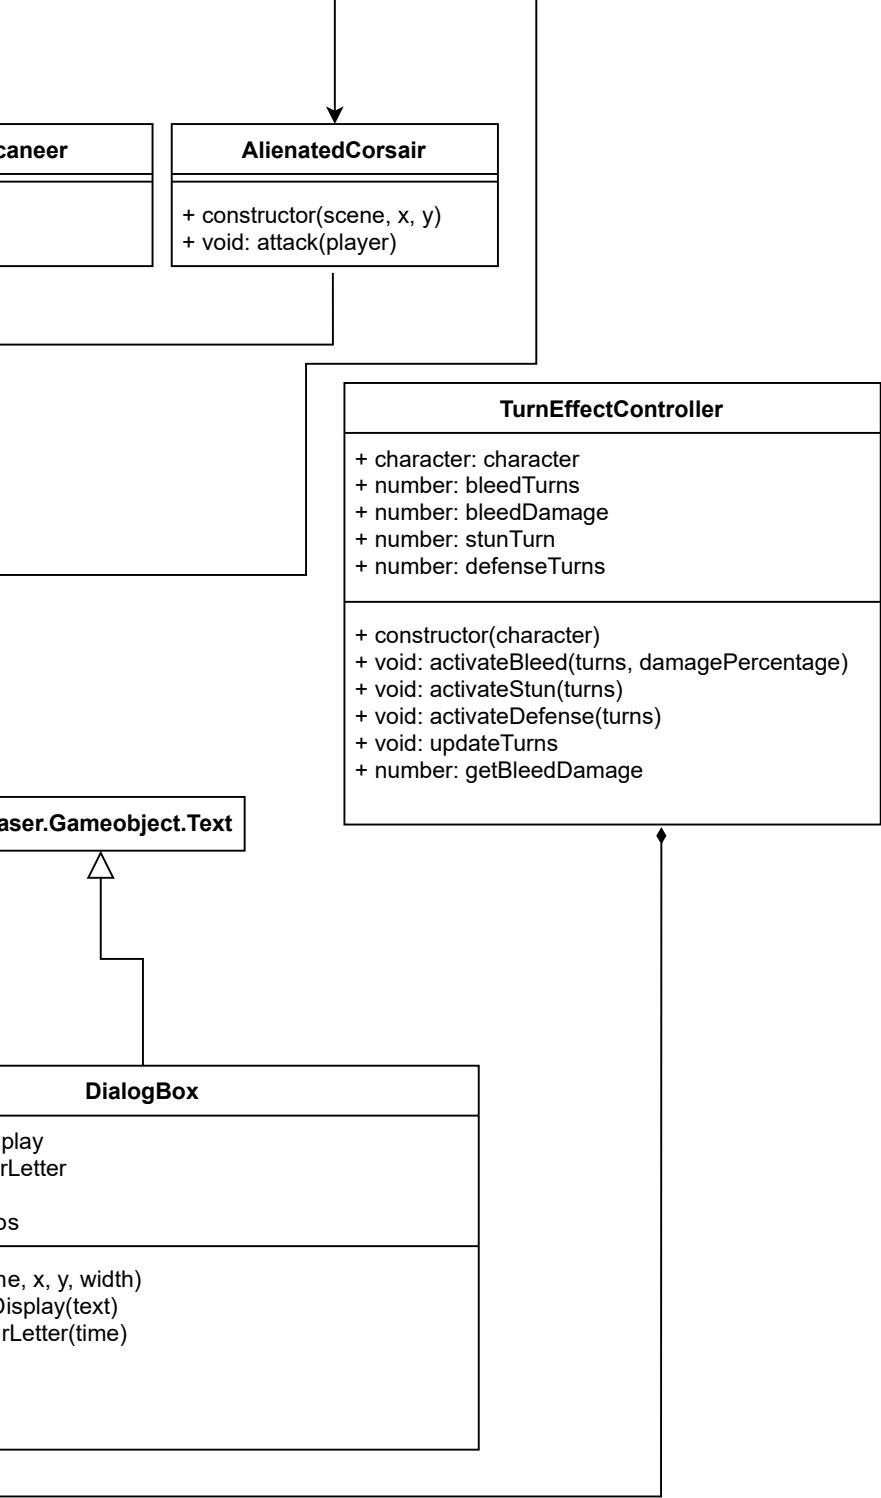 caneer
AlienatedCorsair
+ constructor(scene, x, y)
+ void: attack(player)
TurnEffectController
+ character: character
+ number: bleedTurns
+ number: bleedDamage
+ number: stunTurn
+ number: defenseTurns
+ constructor(character)
+ void: activateBleed(turns, damagePercentage)
+ void: activateStun(turns)
+ void: activateDefense(turns)
+ void: updateTurns
+ number: getBleedDamage
aser.Gameobject.Text
DialogBox
play
rLetter
os
ne, x, y, width)
Display(text)
rLetter(time)